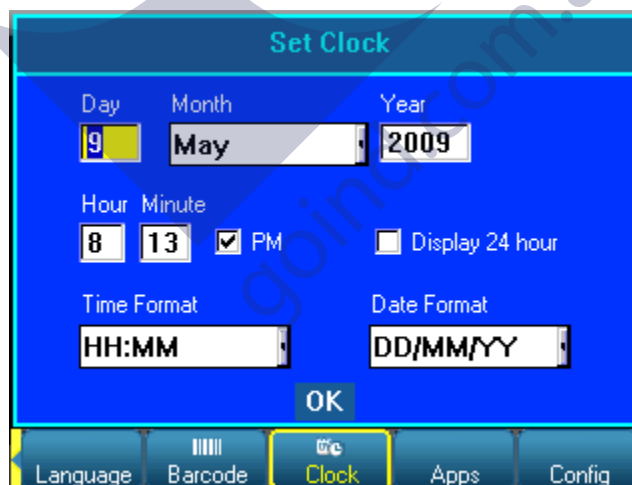 Set Clock
Day Month Year
9 May 2009
Hour Minute
8 13 PM Display 24 hour
Time Format Date Format
HH:MM DD/MM/YY
OK
Language Barcode Clock Apps Config